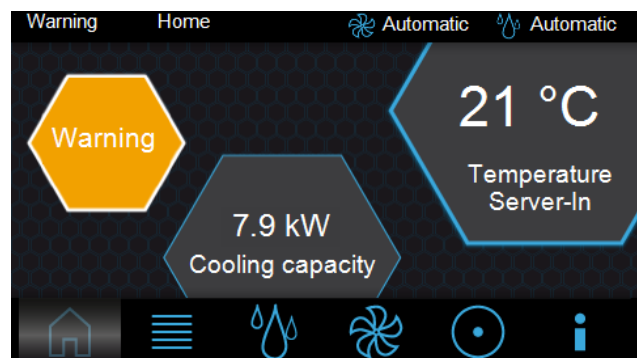 Warning Home Automatic Automatic
Warning
21 °C
Temperature
Server-In
7.9 kW
Cooling capacity